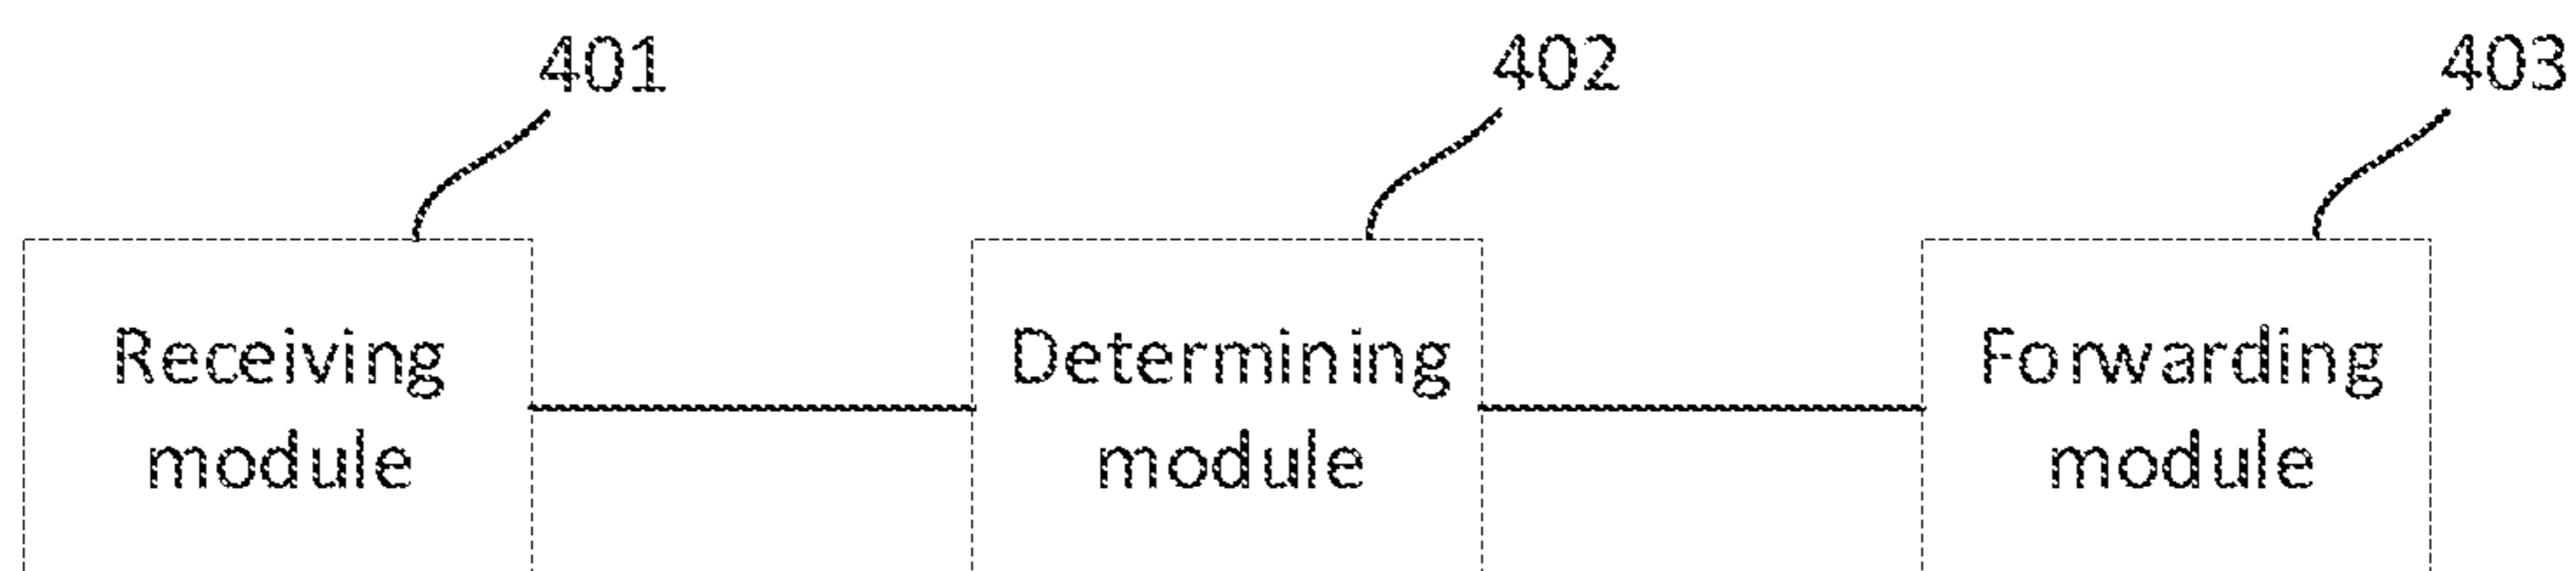 401
402
403
Receiving
module
Determining
module
Forwarding
module